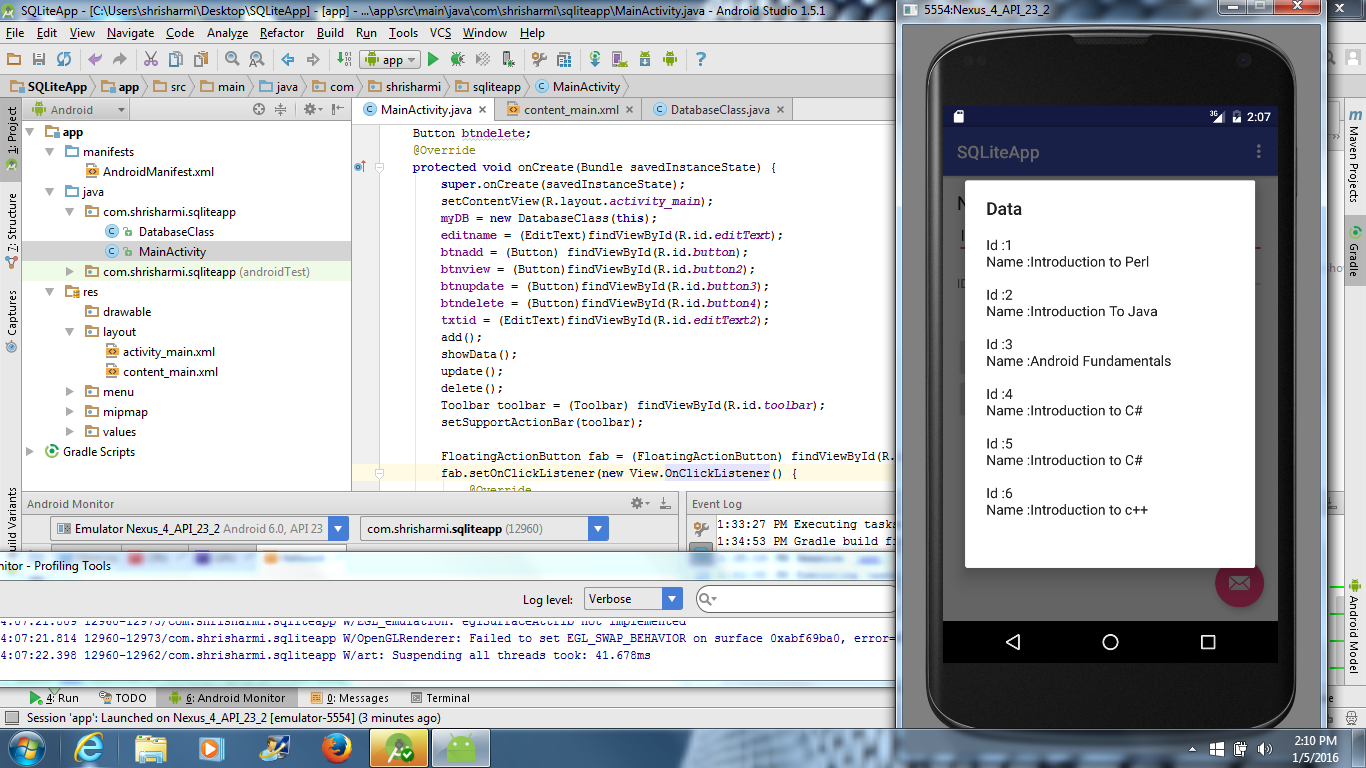 SQLiteApp - [C:\Users\shrisharmi\Desktop\SQLiteApp] - [app] - ...\app\src\main\java\com\shrisharmi\sqliteapp\MainActivity.java - Android Studio 1.5.1
File Edit View Navigate Code Analyze Refactor Build Run Tools VCS Window Help
app
SQLiteApp app src main java com shrisharmi sqliteapp MainActivity
Android
MainActivity.java content_main.xml DatabaseClass.java
1: Project
7: Structure
Captures
Build Variants
app
manifests
AndroidManifest.xml
java
com.shrisharmi.sqliteapp
DatabaseClass
MainActivity
com.shrisharmi.sqliteapp (androidTest)
res
drawable
layout
activity_main.xml
content_main.xml
menu
mipmap
values
Gradle Scripts
Button btndelete;
@Override
protected void onCreate(Bundle savedInstanceState) {
super.onCreate(savedInstanceState);
setContentView(R.layout.activity_main);
myDB = new DatabaseClass(this);
editname = (EditText)findViewById(R.id.editText);
btnadd = (Button) findViewById(R.id.button);
btnview = (Button)findViewById(R.id.button2);
btnupdate = (Button)findViewById(R.id.button3);
btndelete = (Button)findViewById(R.id.button4);
txtid = (EditText)findViewById(R.id.editText2);
add();
showData();
update();
delete();
Toolbar toolbar = (Toolbar) findViewById(R.id.toolbar);
setSupportActionBar(toolbar);
FloatingActionButton fab = (FloatingActionButton) findViewById(R.
fab.setOnClickListener(new View.OnClickListener() {
@Override
Android Monitor
Emulator Nexus_4_API_23_2 Android 6.0, API 23
com.shrisharmi.sqliteapp (12960)
Event Log
1:33:27 PM Executing tasks
1:34:53 PM Gradle build f
nitor - Profiling Tools
Log level: Verbose
4:07:21.809 12960-12973/com.shrisharmi.sqliteapp W/EGL_emulation: eglSurfaceAttrib not implemented
4:07:21.814 12960-12973/com.shrisharmi.sqliteapp W/OpenGLRenderer: Failed to set EGL_SWAP_BEHAVIOR on surface 0xabf69ba0, error=
4:07:22.398 12960-12962/com.shrisharmi.sqliteapp W/art: Suspending all threads took: 41.678ms
4: Run TODO 6: Android Monitor 0: Messages Terminal
Session 'app': Launched on Nexus_4_API_23_2 [emulator-5554] (3 minutes ago)
5554:Nexus_4_API_23_2
3G 2:07
SQLiteApp
Data
Id :1
Name :Introduction to Perl
Id :2
Name :Introduction To Java
Id :3
Name :Android Fundamentals
Id :4
Name :Introduction to C#
Id :5
Name :Introduction to C#
Id :6
Name :Introduction to c++
Maven Projects
Gradle
Android Model
2:10 PM
1/5/2016